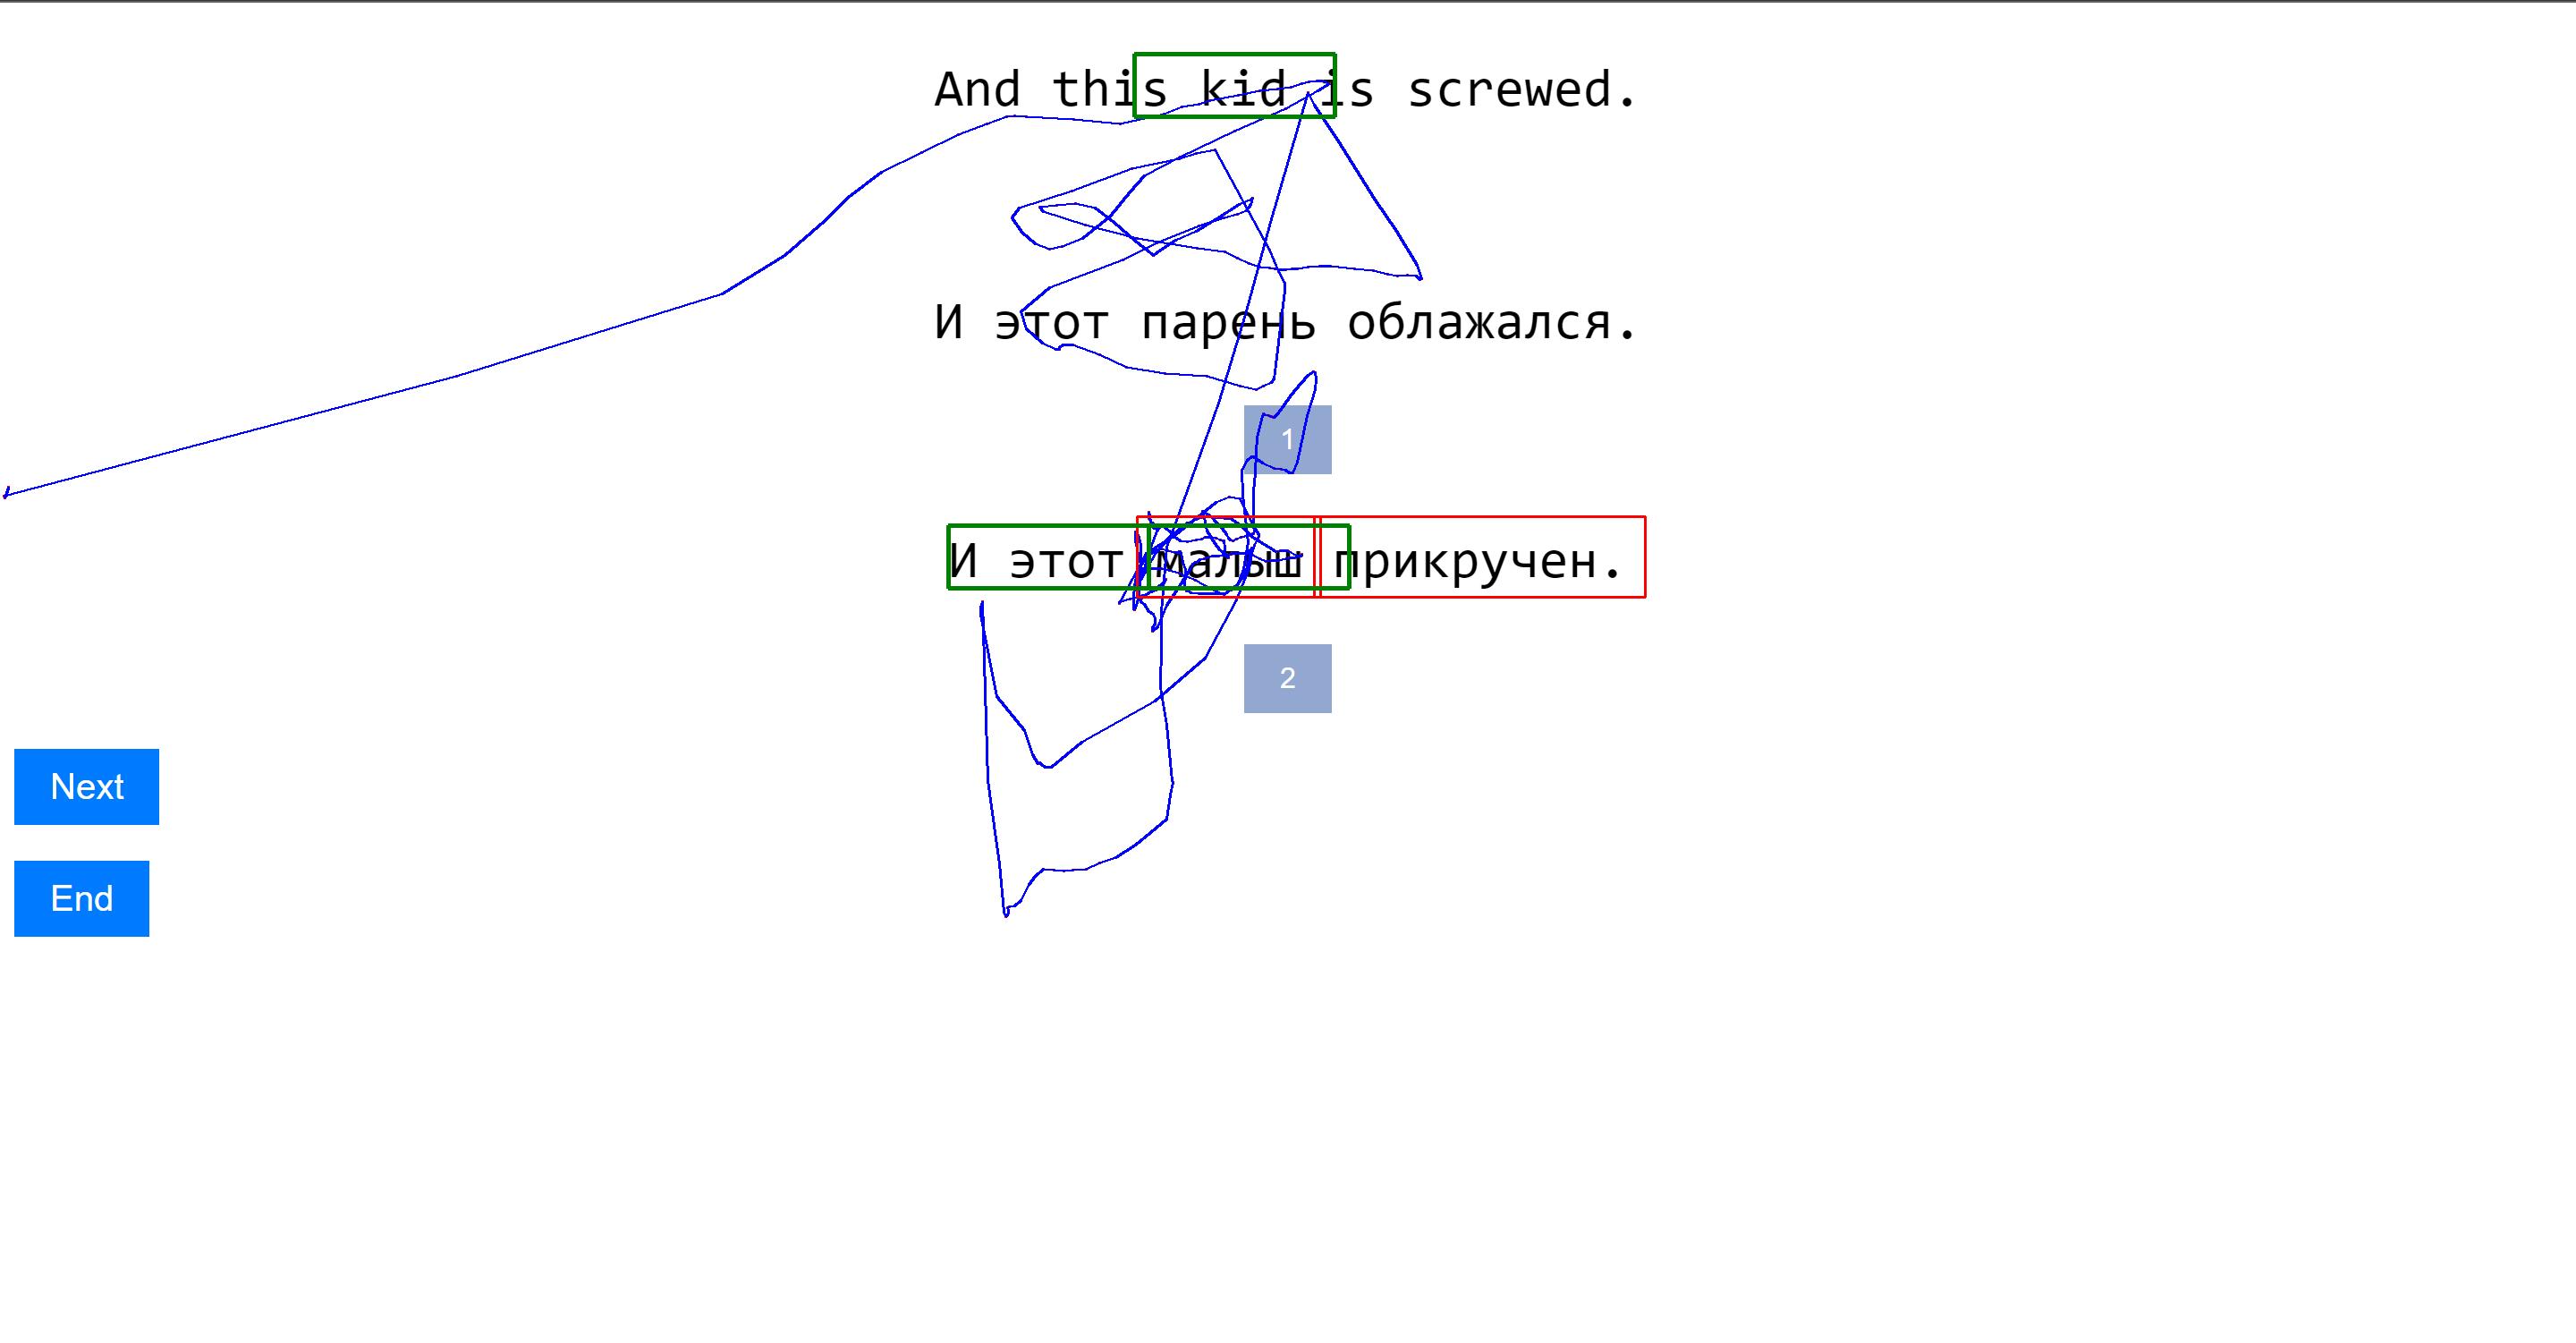 And this kid is screwed.
И этот парень облажался.
1
И этот малыш прикручен.
2
Next
End